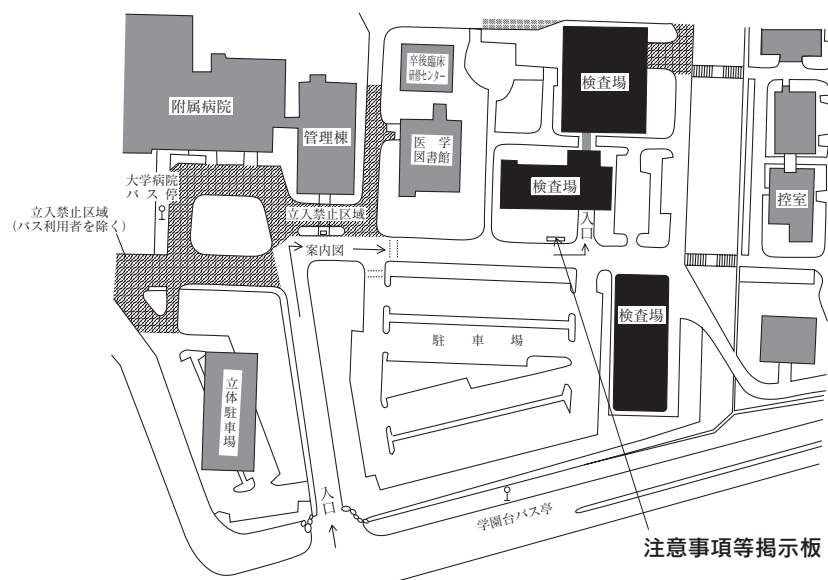 卒後臨床
研修センター
検査場
附属病院
管理棟
医 学
図書館
大学病院
バス停
検査場
控室
立入禁止区域
(バス利用者を除く)
立入禁止区域
入口
案内図
検査場
駐 車 場
立体駐車場
入口
学園台バス亭
注意事項等掲示板